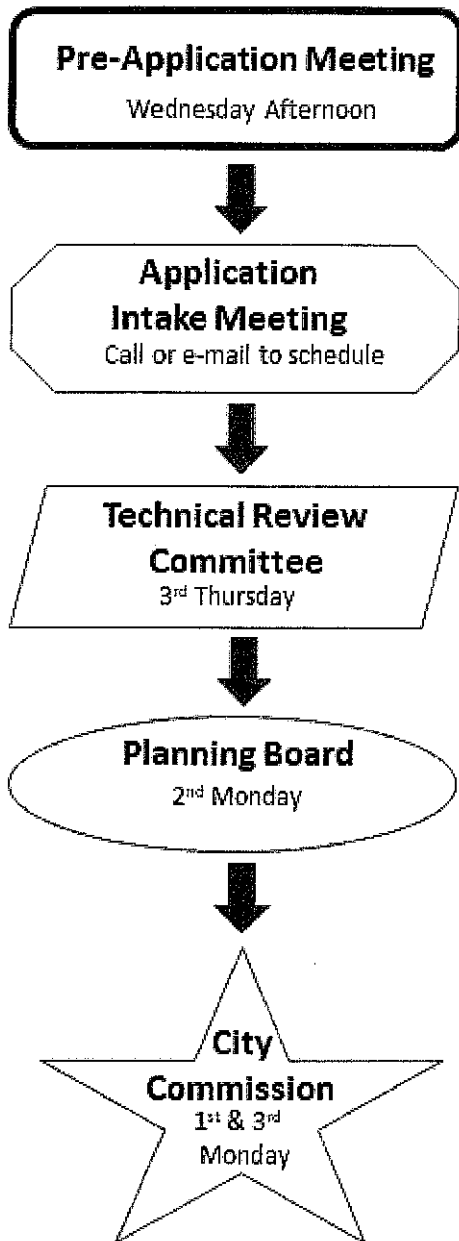 Pre-Application Meeting
Wednesday Afternoon
Application
Intake Meeting
Call or e-mail to schedule
Technical Review
Committee
3rd Thursday
Planning Board
2nd Monday
City
Commission
1st & 3rd
Monday